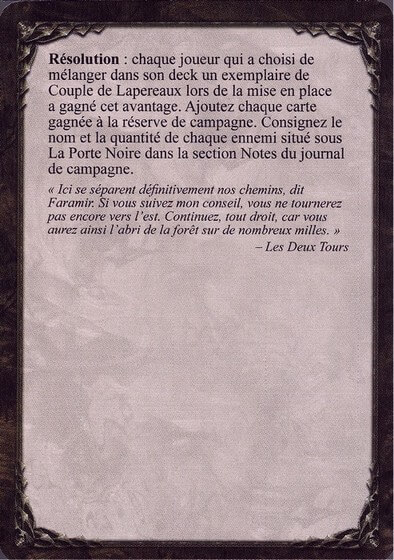 Résolution : chaque joueur qui a choisi de
mélanger dans son deck un exemplaire de
Couple de Lapereaux lors de la mise en place
a gagné cet avantage. Ajoutez chaque carte
gagnée à la réserve de campagne. Consignez le
nom et la quantité de chaque ennemi situé sous
La Porte Noire dans la section Notes du journal
de campagne.
« Ici se séparent définitivement nos chemins, dit
Faramir. Si vous suivez mon conseil, vous ne tournerez
pas encore vers l’est. Continuez, tout droit, car vous
aurez ainsi l’abri de la forêt sur de nombreux milles. »
– Les Deux Tours